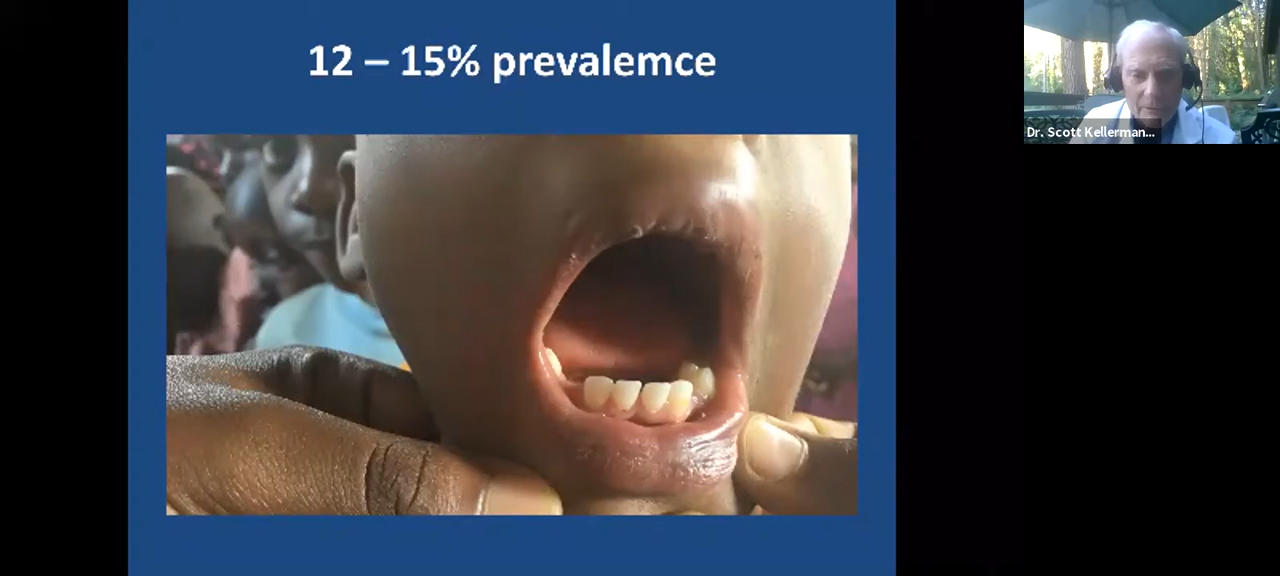 12 – 15% prevalemce
Dr. Scott Kellerman...